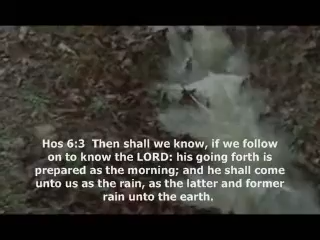 Hos 6:3  Then shall we know, if we follow
on to know the LORD: his going forth is
prepared as the morning; and he shall come
unto us as the rain, as the latter and former
rain unto the earth.